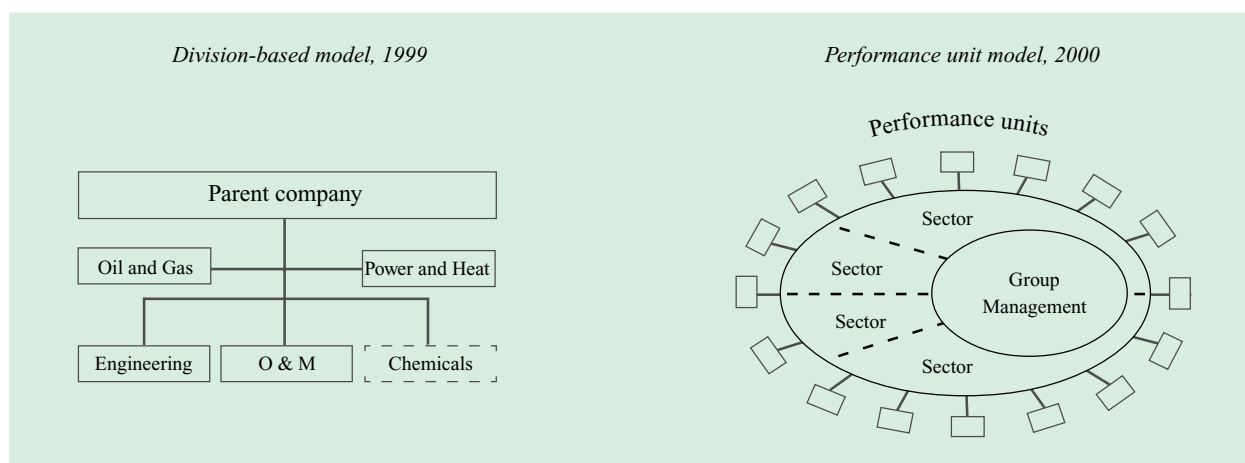 Division-based model, 1999
Parent company
Oil and Gas
Power and Heat
Engineering
O & M
Chemicals
Performance unit model, 2000
Performance units
Sector
Sector
Sector
Sector
Group
Management